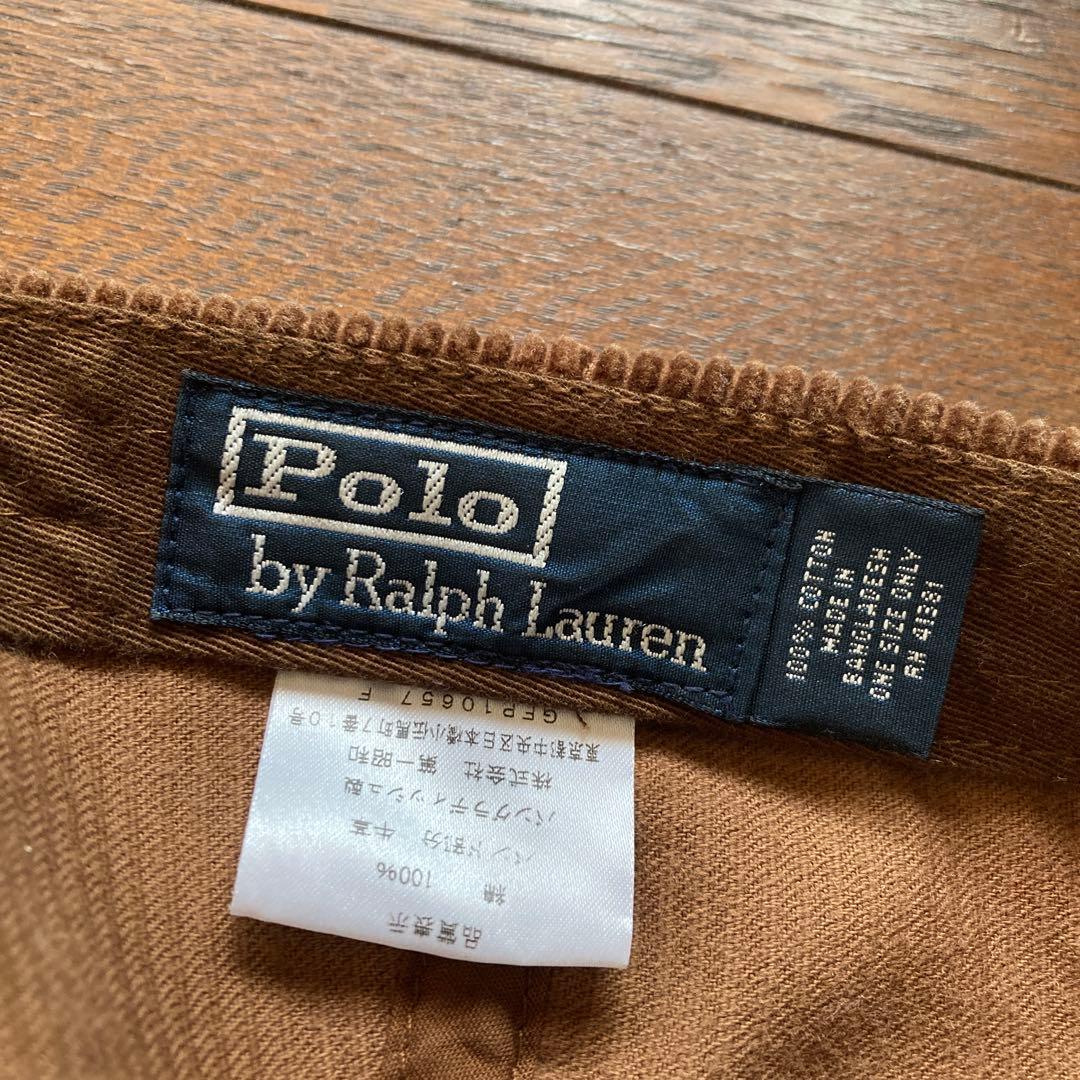 Polo
by Ralph Lauren
100% COTTON
MADE IN
BANGLADESH
ONE SIZE ONLY
RN 41381
品質表示
綿 100%
バンド部分 牛革
バングラディッシュ製
株式会社 第一昭和
東京都中央区日本橋小伝馬町7番10号
GFP10657 F